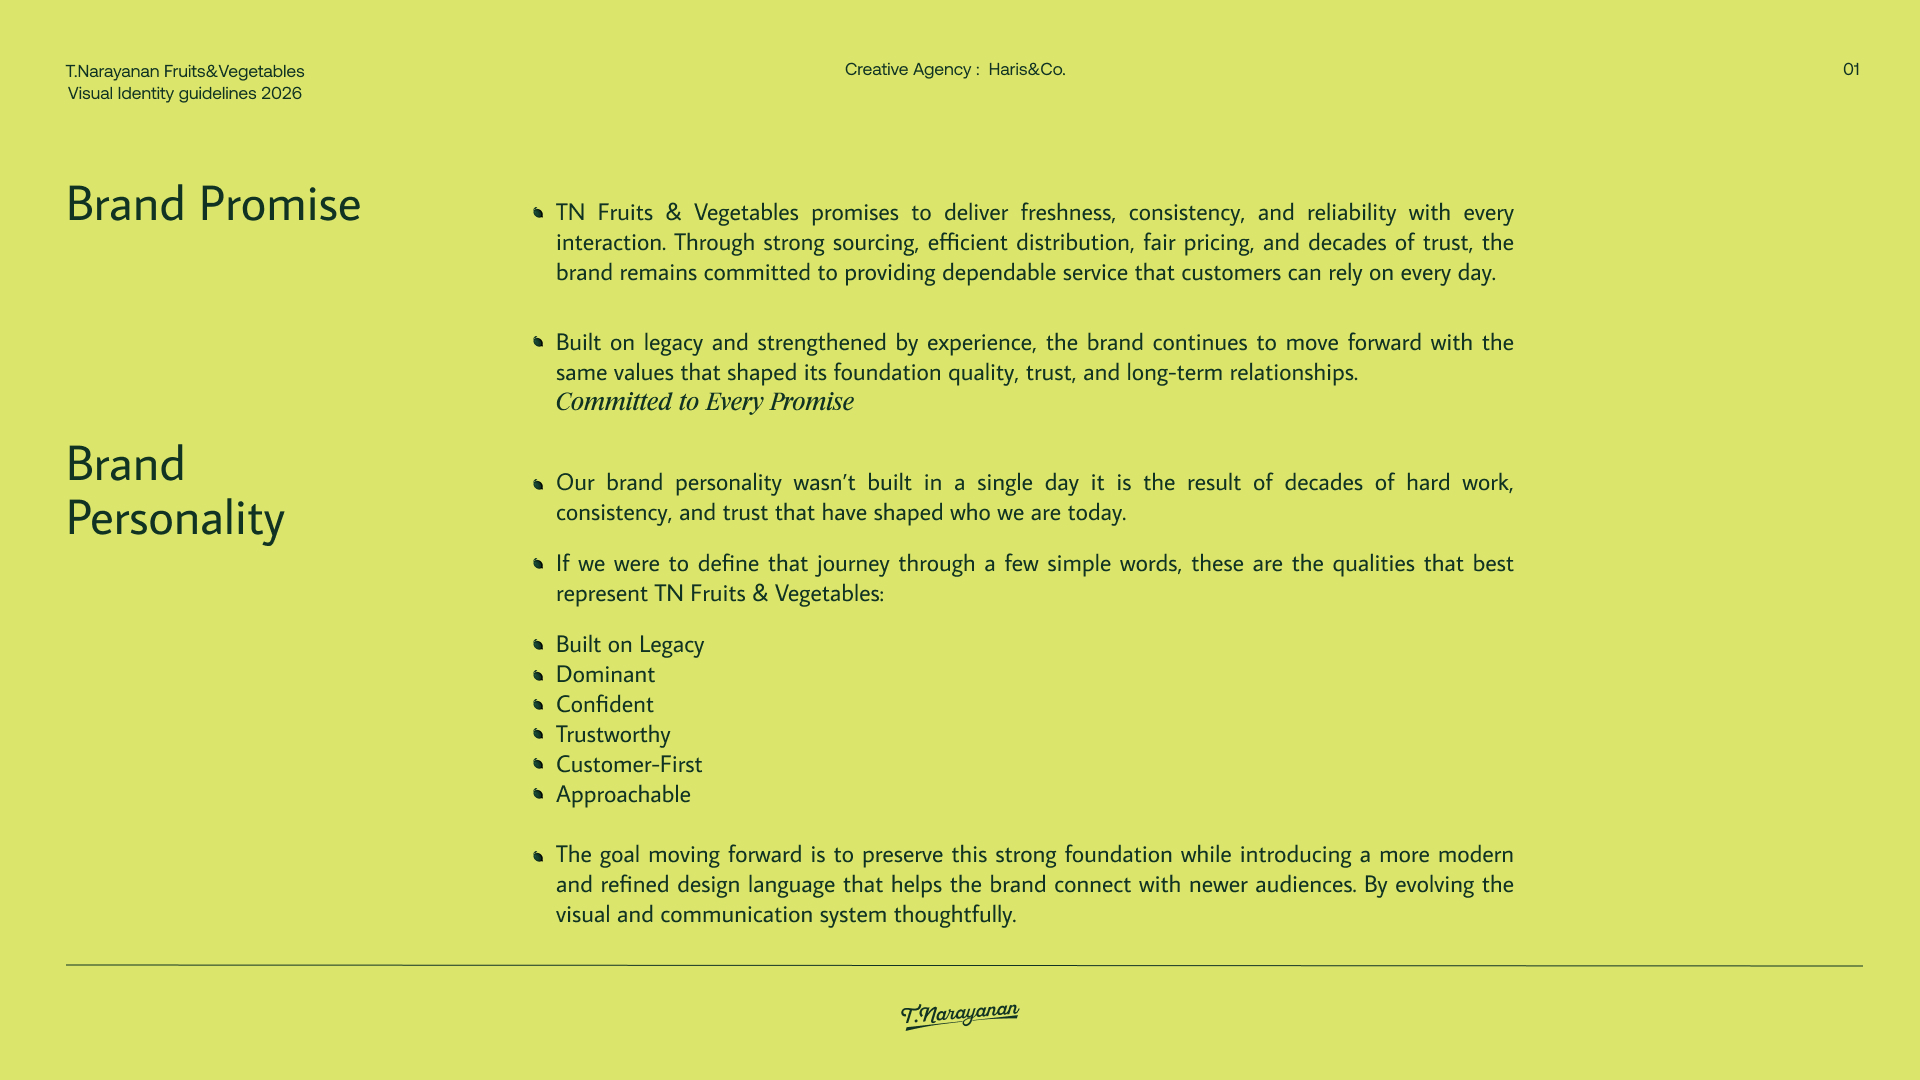 T.Narayanan Fruits&Vegetables
Visual Identity guidelines 2026
Creative Agency : Haris&Co.
01
Brand Promise
TN Fruits & Vegetables promises to deliver freshness, consistency, and reliability with every
interaction. Through strong sourcing, efficient distribution, fair pricing, and decades of trust, the
brand remains committed to providing dependable service that customers can rely on every day.
Built on legacy and strengthened by experience, the brand continues to move forward with the
same values that shaped its foundation quality, trust, and long-term relationships.
Committed to Every Promise
Brand
Personality
Our brand personality wasn’t built in a single day it is the result of decades of hard work,
consistency, and trust that have shaped who we are today.
If we were to define that journey through a few simple words, these are the qualities that best
represent TN Fruits & Vegetables:
Built on Legacy
Dominant
Confident
Trustworthy
Customer-First
Approachable
The goal moving forward is to preserve this strong foundation while introducing a more modern
and refined design language that helps the brand connect with newer audiences. By evolving the
visual and communication system thoughtfully.
T.Narayanan